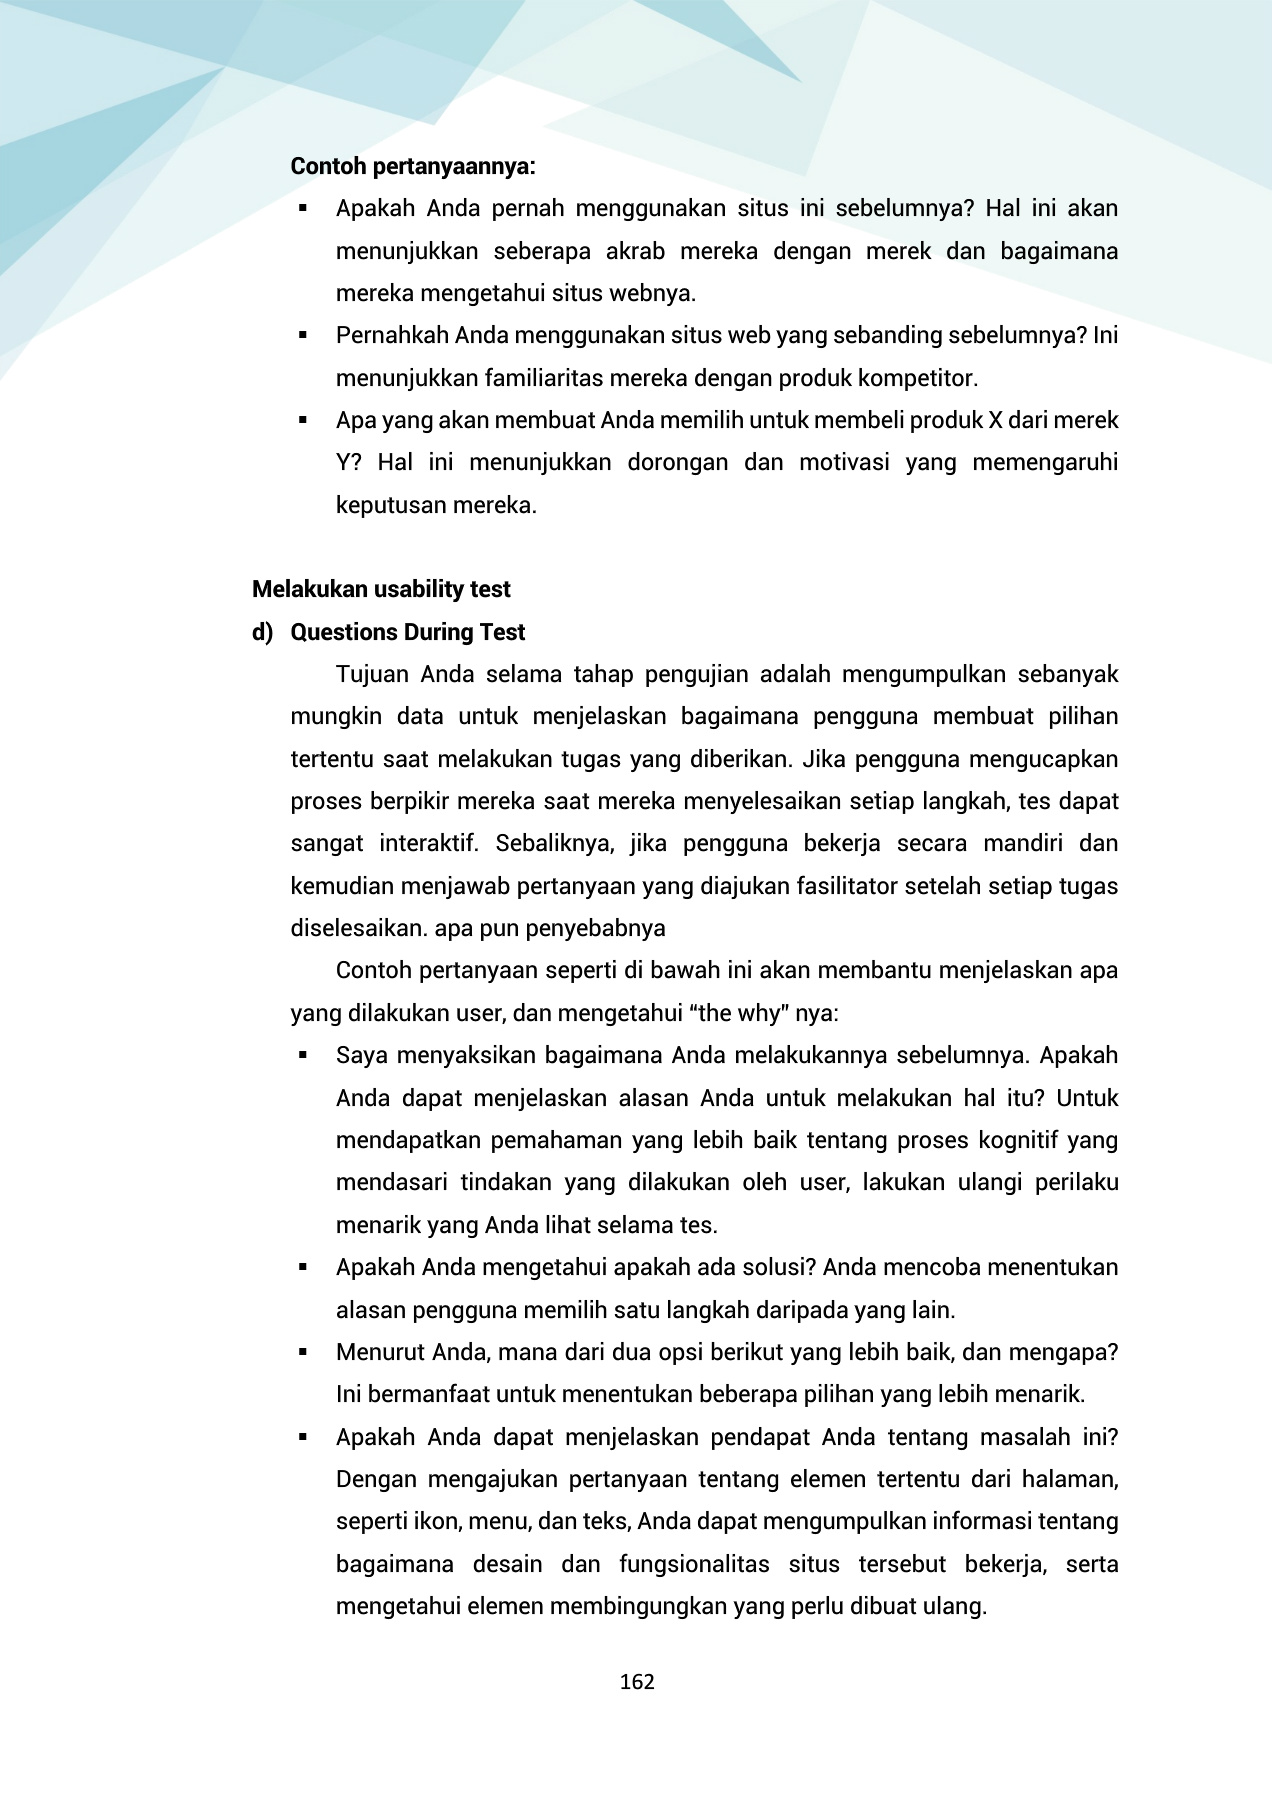 Contoh pertanyaannya:
▪ Apakah Anda pernah menggunakan situs ini sebelumnya? Hal ini akan
menunjukkan seberapa akrab mereka dengan merek dan bagaimana
mereka mengetahui situs webnya.
▪ Pernahkah Anda menggunakan situs web yang sebanding sebelumnya? Ini
menunjukkan familiaritas mereka dengan produk kompetitor.
▪ Apa yang akan membuat Anda memilih untuk membeli produk X dari merek
Y? Hal ini menunjukkan dorongan dan motivasi yang memengaruhi
keputusan mereka.
Melakukan usability test
d) Questions During Test
Tujuan Anda selama tahap pengujian adalah mengumpulkan sebanyak
mungkin data untuk menjelaskan bagaimana pengguna membuat pilihan
tertentu saat melakukan tugas yang diberikan. Jika pengguna mengucapkan
proses berpikir mereka saat mereka menyelesaikan setiap langkah, tes dapat
sangat interaktif. Sebaliknya, jika pengguna bekerja secara mandiri dan
kemudian menjawab pertanyaan yang diajukan fasilitator setelah setiap tugas
diselesaikan. apa pun penyebabnya
Contoh pertanyaan seperti di bawah ini akan membantu menjelaskan apa
yang dilakukan user, dan mengetahui “the why” nya:
▪ Saya menyaksikan bagaimana Anda melakukannya sebelumnya. Apakah
Anda dapat menjelaskan alasan Anda untuk melakukan hal itu? Untuk
mendapatkan pemahaman yang lebih baik tentang proses kognitif yang
mendasari tindakan yang dilakukan oleh user, lakukan ulangi perilaku
menarik yang Anda lihat selama tes.
▪ Apakah Anda mengetahui apakah ada solusi? Anda mencoba menentukan
alasan pengguna memilih satu langkah daripada yang lain.
▪ Menurut Anda, mana dari dua opsi berikut yang lebih baik, dan mengapa?
Ini bermanfaat untuk menentukan beberapa pilihan yang lebih menarik.
▪ Apakah Anda dapat menjelaskan pendapat Anda tentang masalah ini?
Dengan mengajukan pertanyaan tentang elemen tertentu dari halaman,
seperti ikon, menu, dan teks, Anda dapat mengumpulkan informasi tentang
bagaimana desain dan fungsionalitas situs tersebut bekerja, serta
mengetahui elemen membingungkan yang perlu dibuat ulang.
162